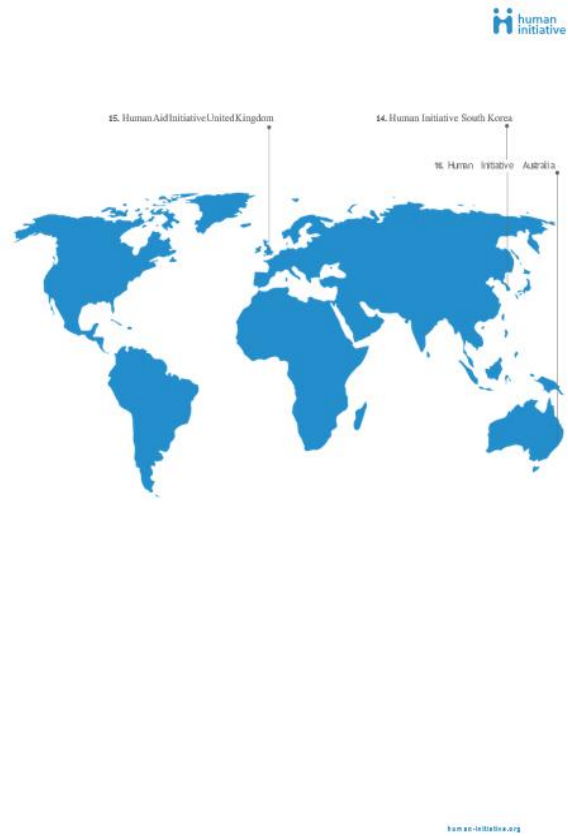 human
initiative
15. Human Aid Initiative United Kingdom
14. Human Initiative South Korea
16. Human Initiative Australia
human-initiative.org